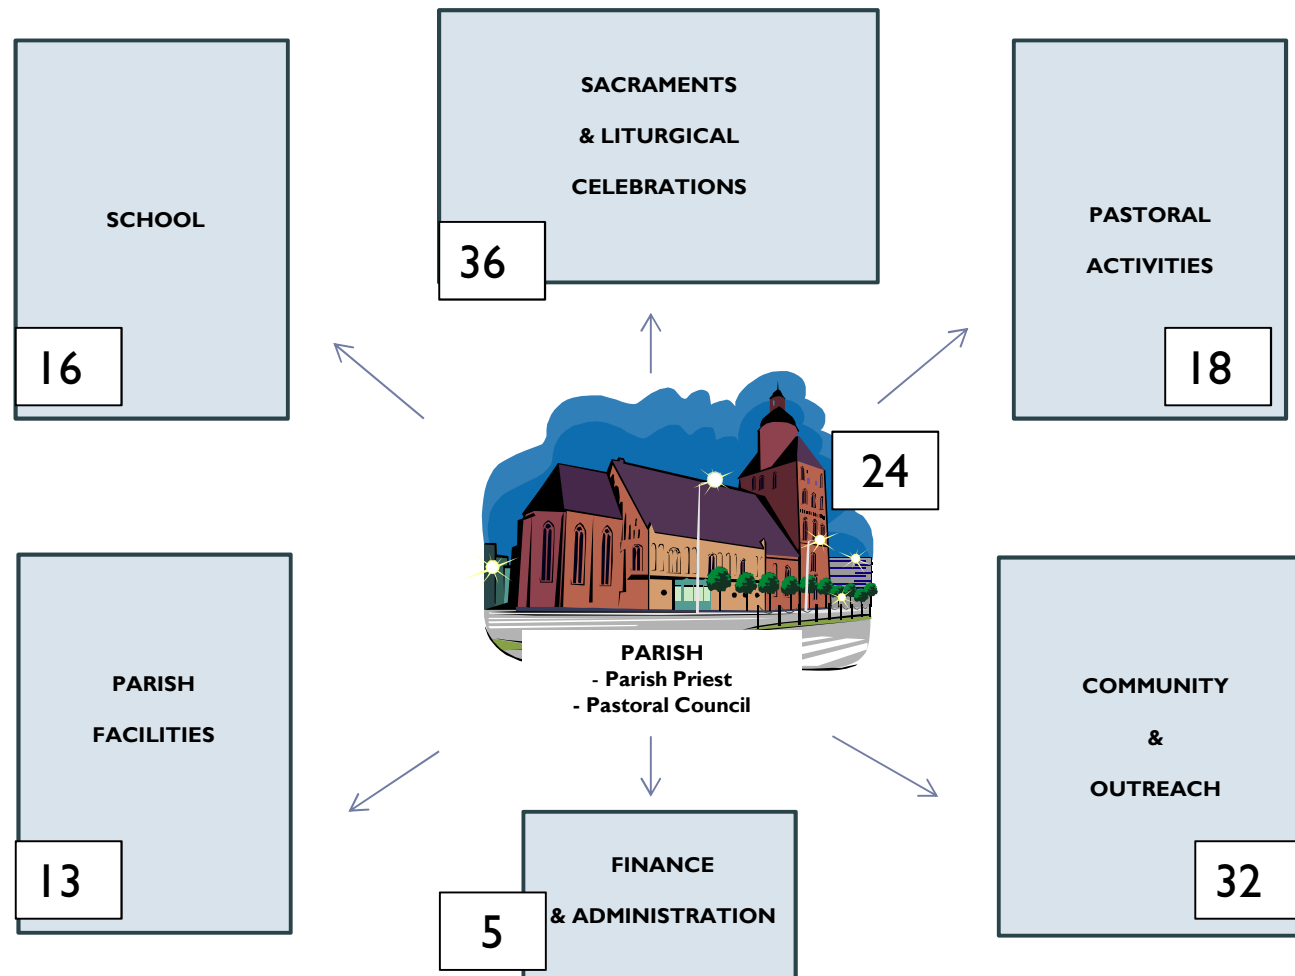 SACRAMENTS
& LITURGICAL
CELEBRATIONS
36
SCHOOL
16
PASTORAL
ACTIVITIES
18
24
PARISH
- Parish Priest
- Pastoral Council
PARISH
FACILITIES
13
FINANCE
& ADMINISTRATION
5
COMMUNITY
&
OUTREACH
32